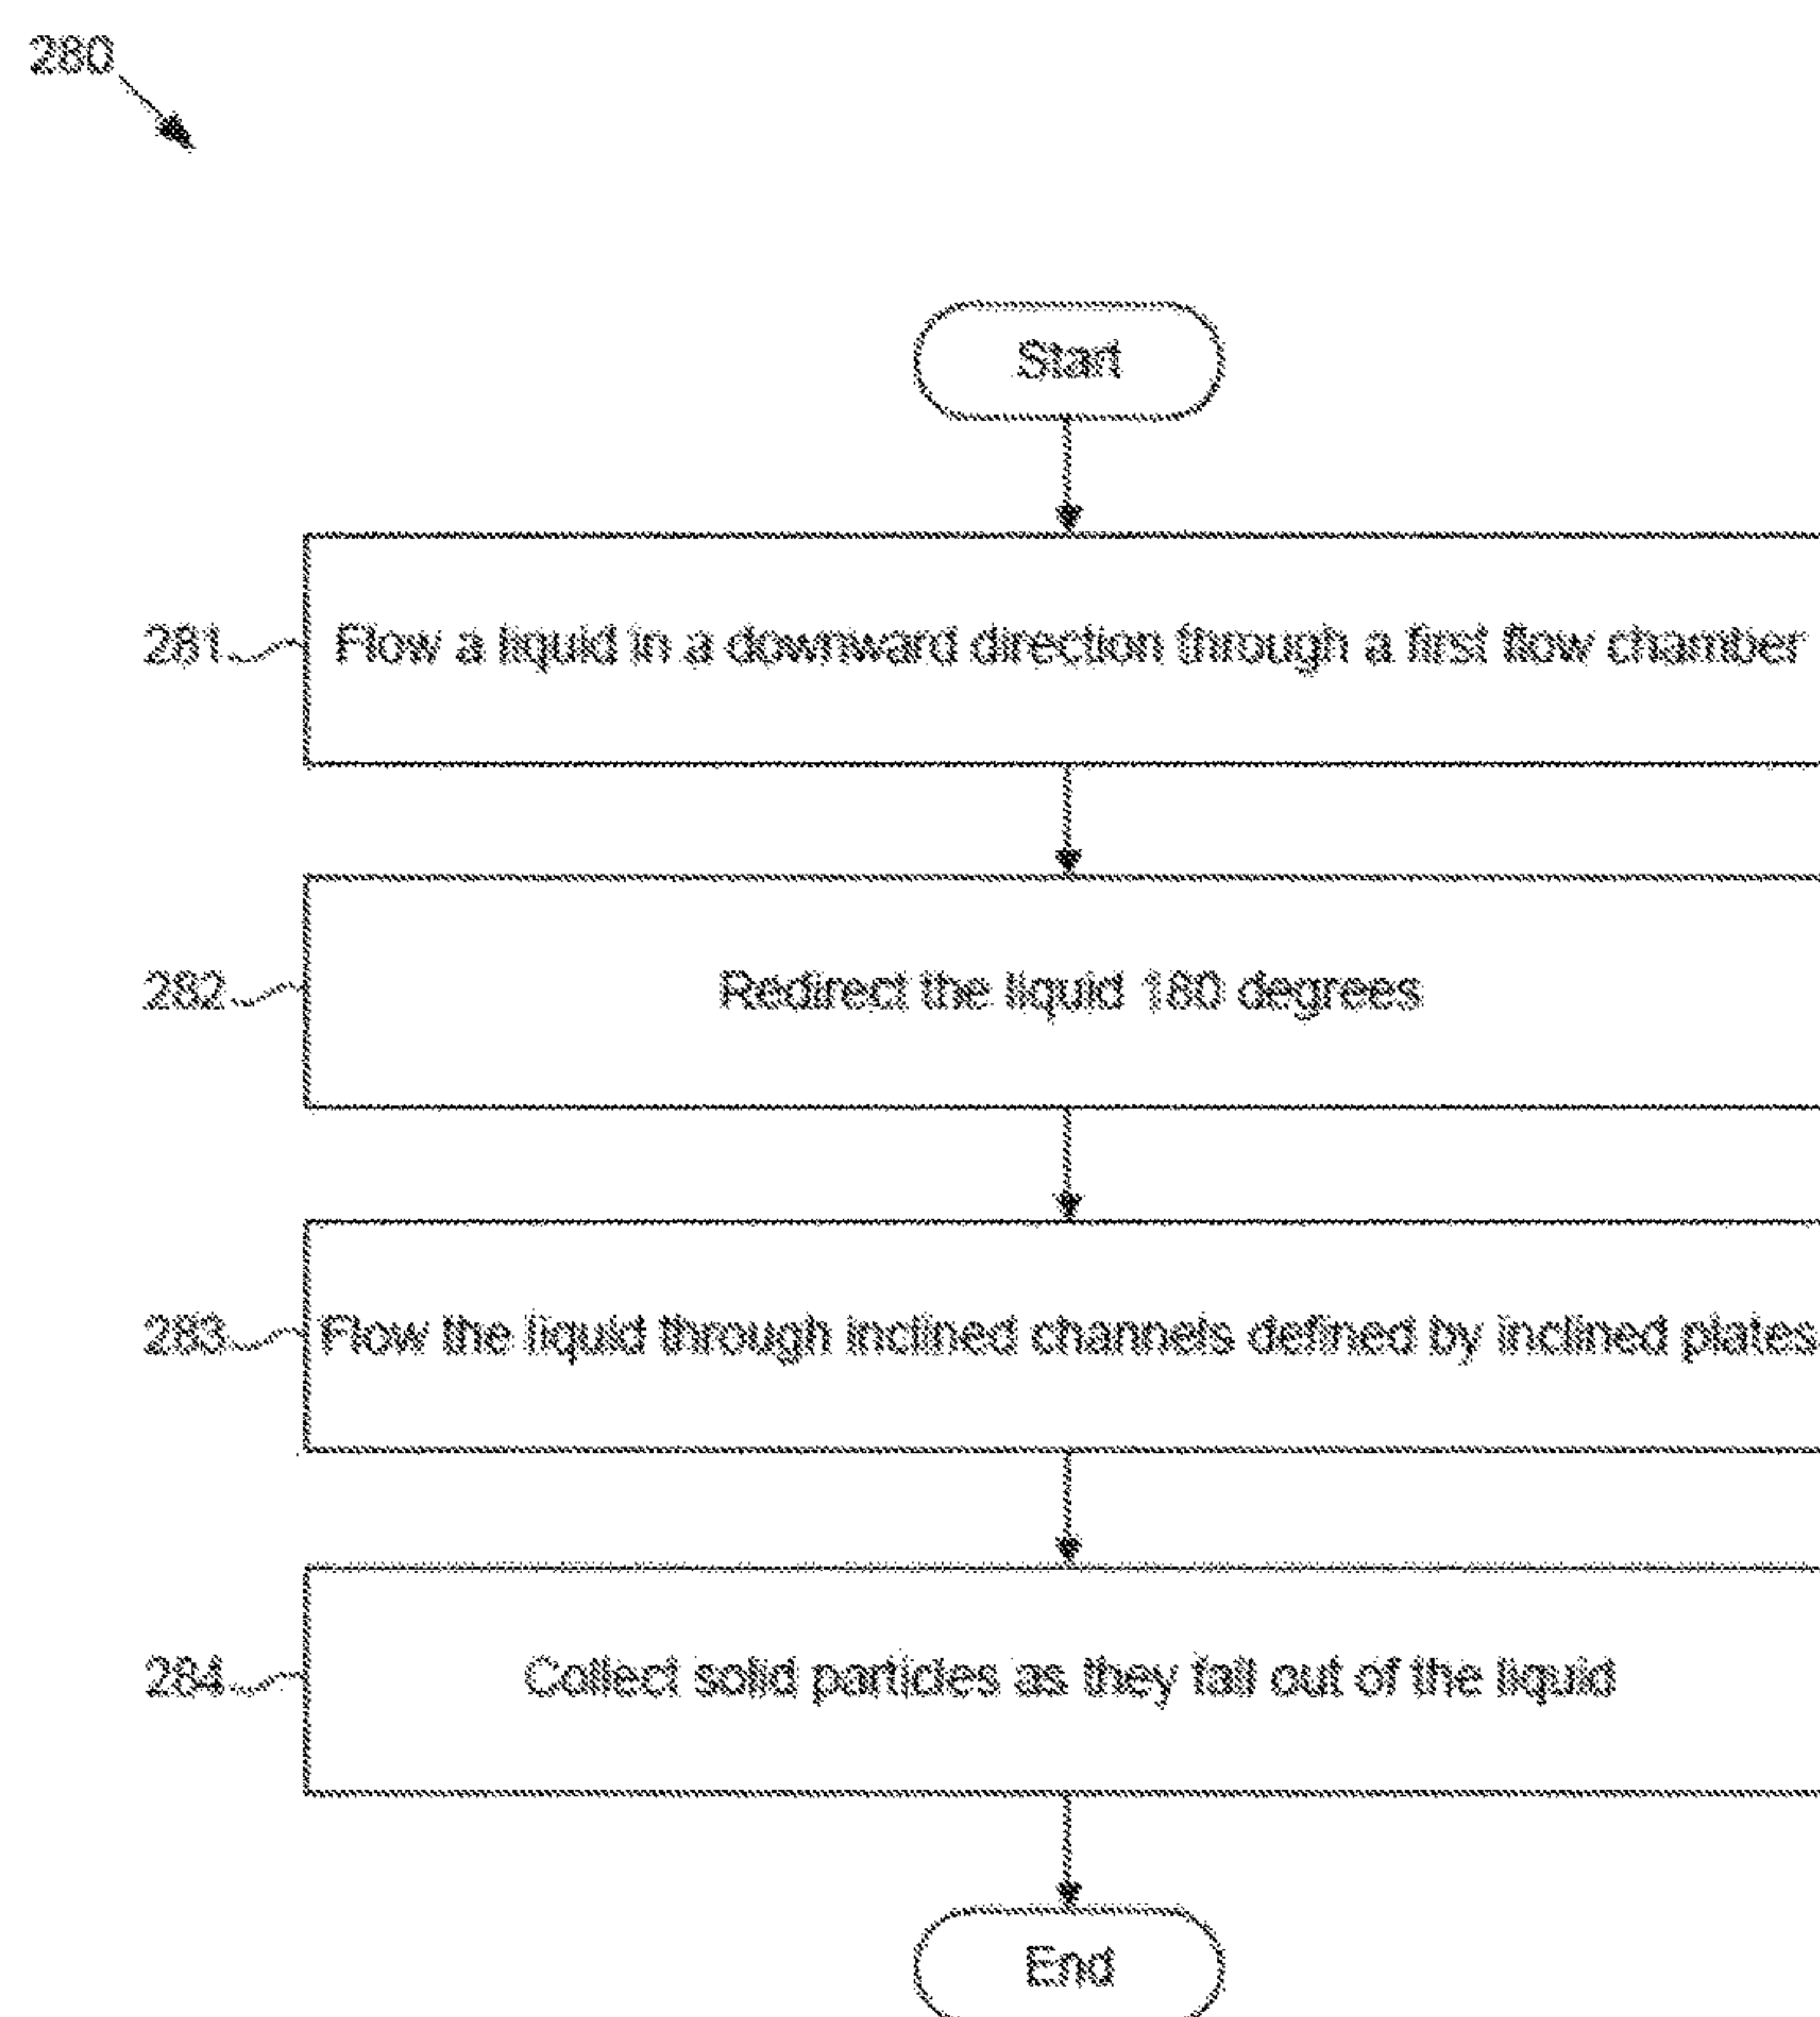 280
Start
281 Flow a liquid in a downward direction through a first flow chamber
282 Redirect the liquid 180 degrees
283 Flow the liquid through inclined channels defined by inclined plates
284 Collect solid particles as they fall out of the liquid
End